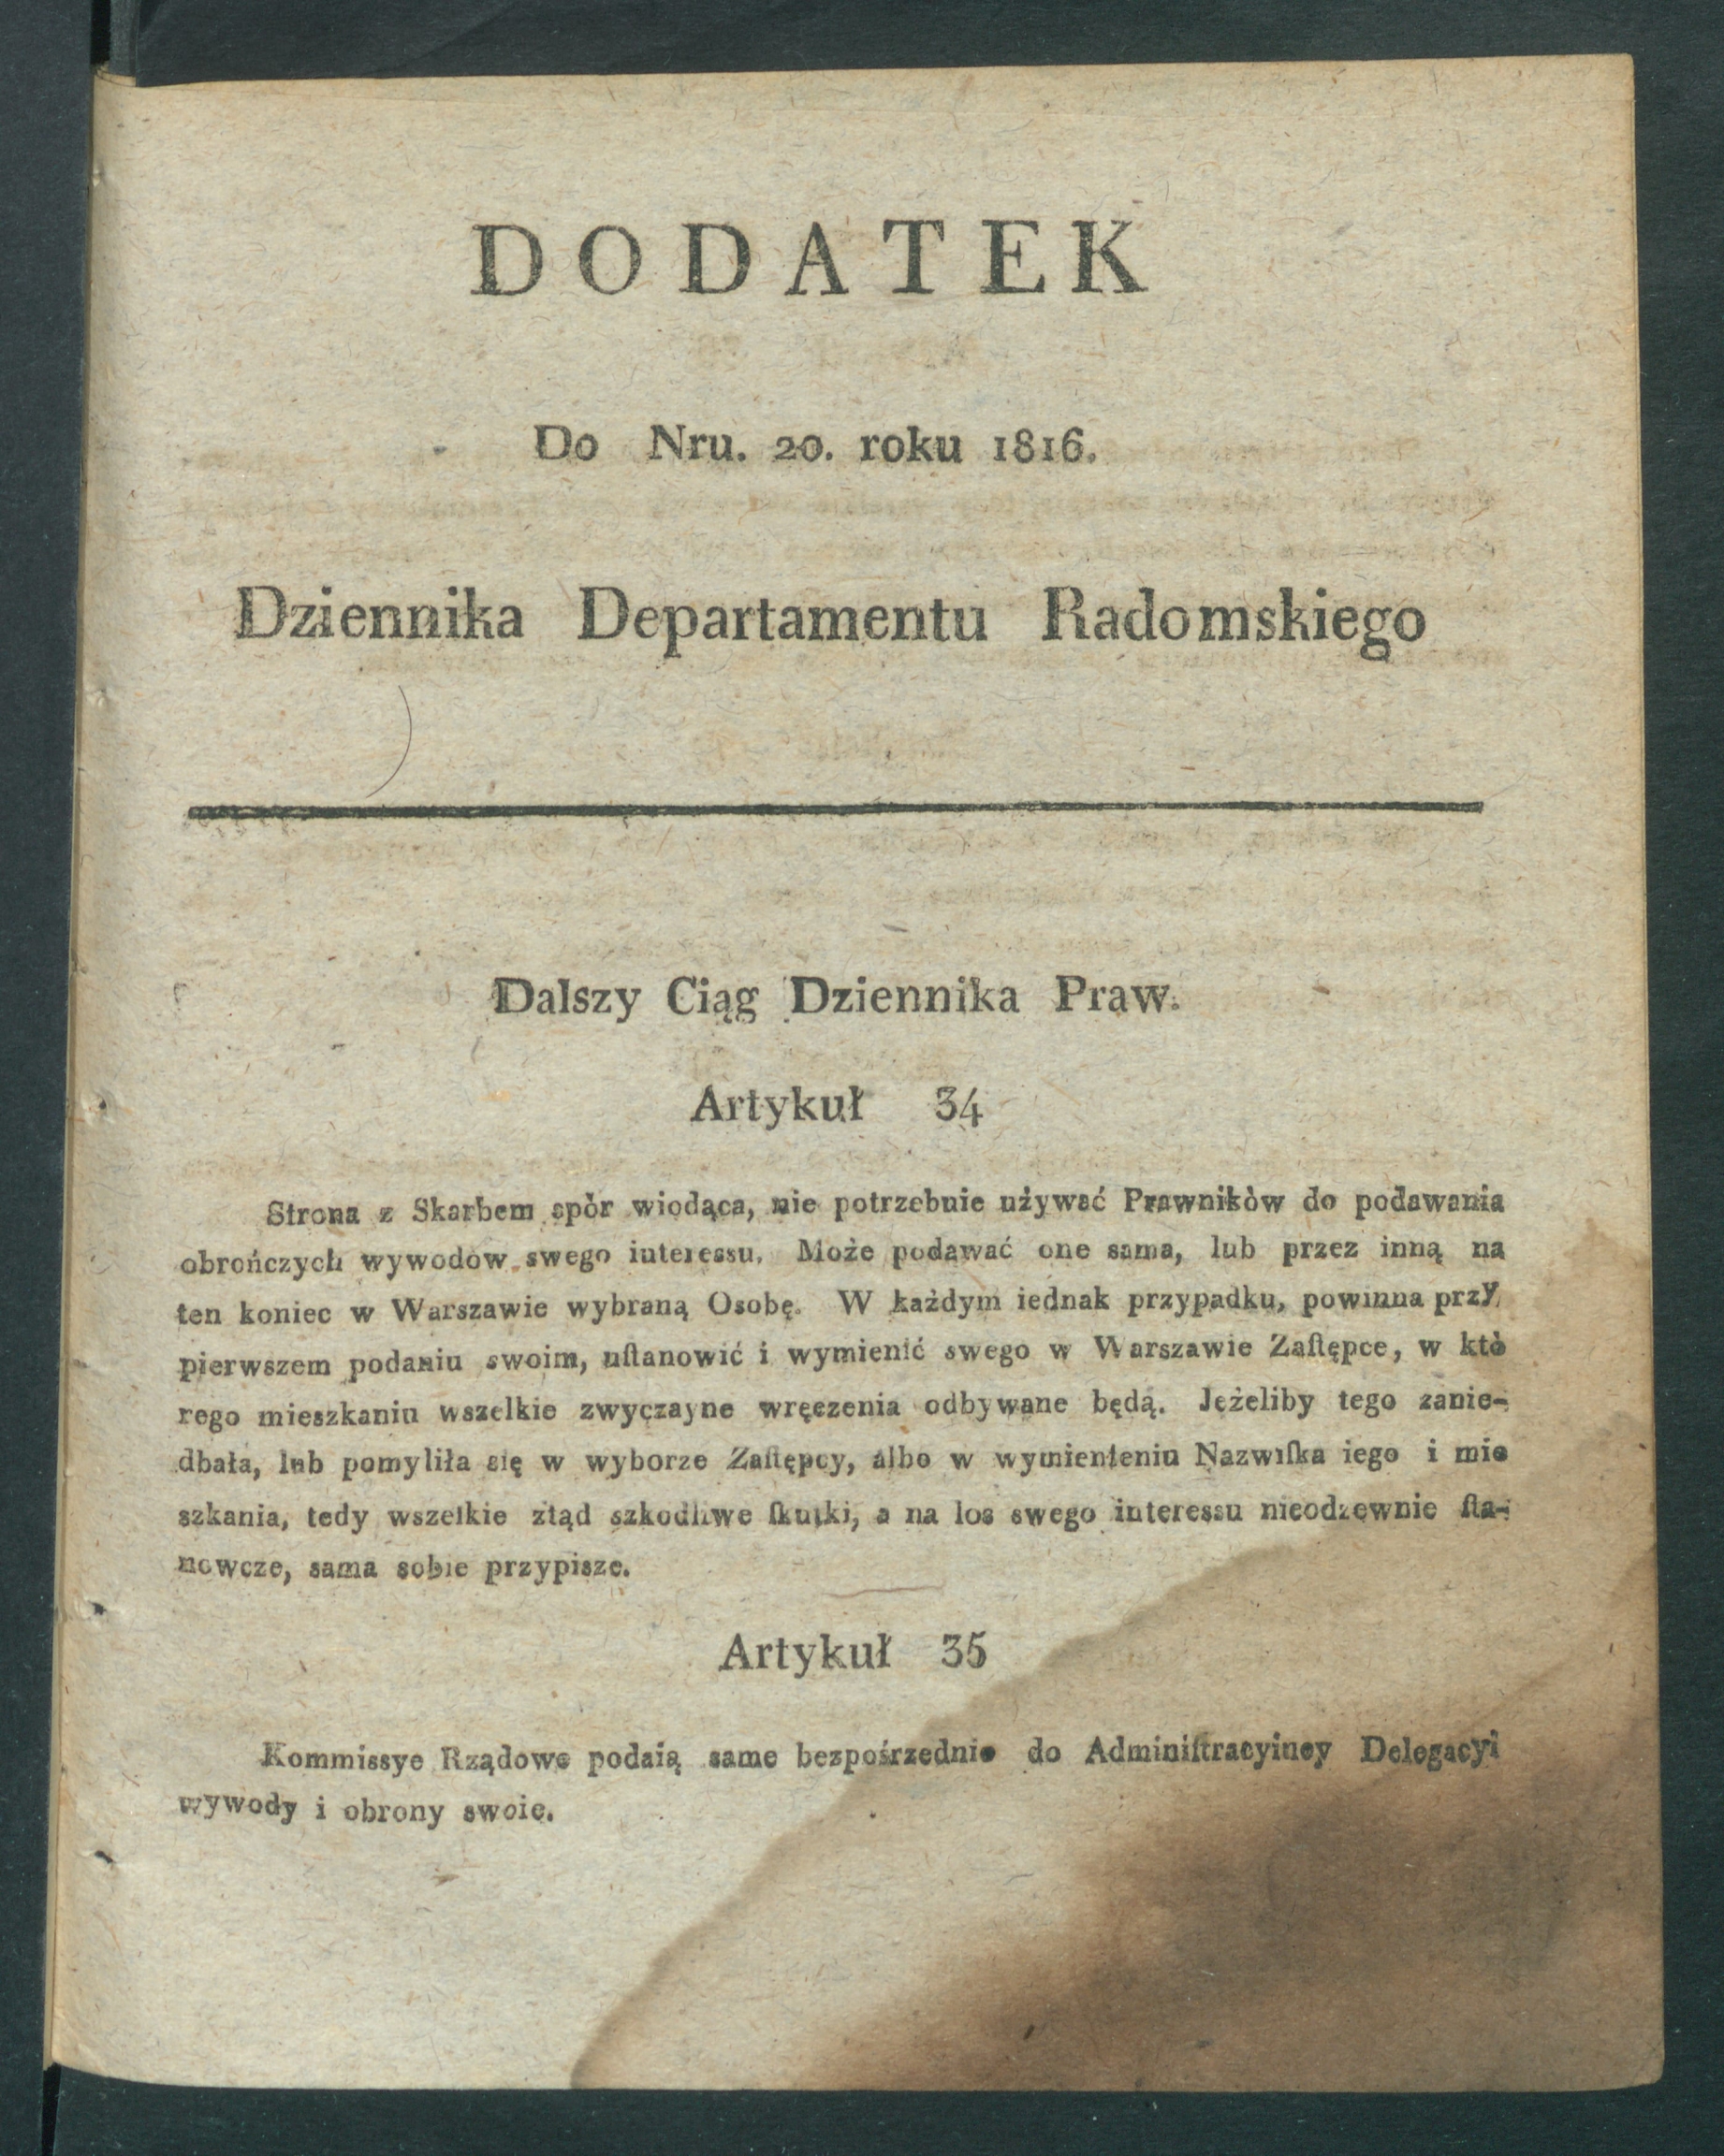 DODATEK
Do Nru. 20. roku 1816.
Dziennika Departamentu Radomskiego
Dalszy Ciąg Dziennika Praw.
Artykuł 34
Strona z Skarbem spòr wiodąca, nie potrzebuie używać Prawnikòw do podawania
obrończych wywodow swego interessu. Może podawać one sama, lub przez inną na
ten koniec w Warszawie wybraną Osobę. W każdym iednak przypadku, powinna przy
pierwszem podaniu swoim, uſtanowić i wymienić swego w Warszawie Zaſtępce, w ktò
rego mieszkaniu wszelkie zwyczayne wręczenia odbywane będą. Jeżeliby tego zanie-
dbała, lub pomyliła się w wyborze Zaſtępcy, albo w wymienieniu Nazwiſka iego i mie
szkania, tedy wszelkie ztąd szkodliwe ſkutki, a na los swego interessu nieodzewnie ſta-
nowcze, sama sobie przypisze.
Artykuł 35
Kommissye Rządowe podaią same bezpośrzednie do Adminiſtracyiney Delegacyi
wywody i obrony swoie.